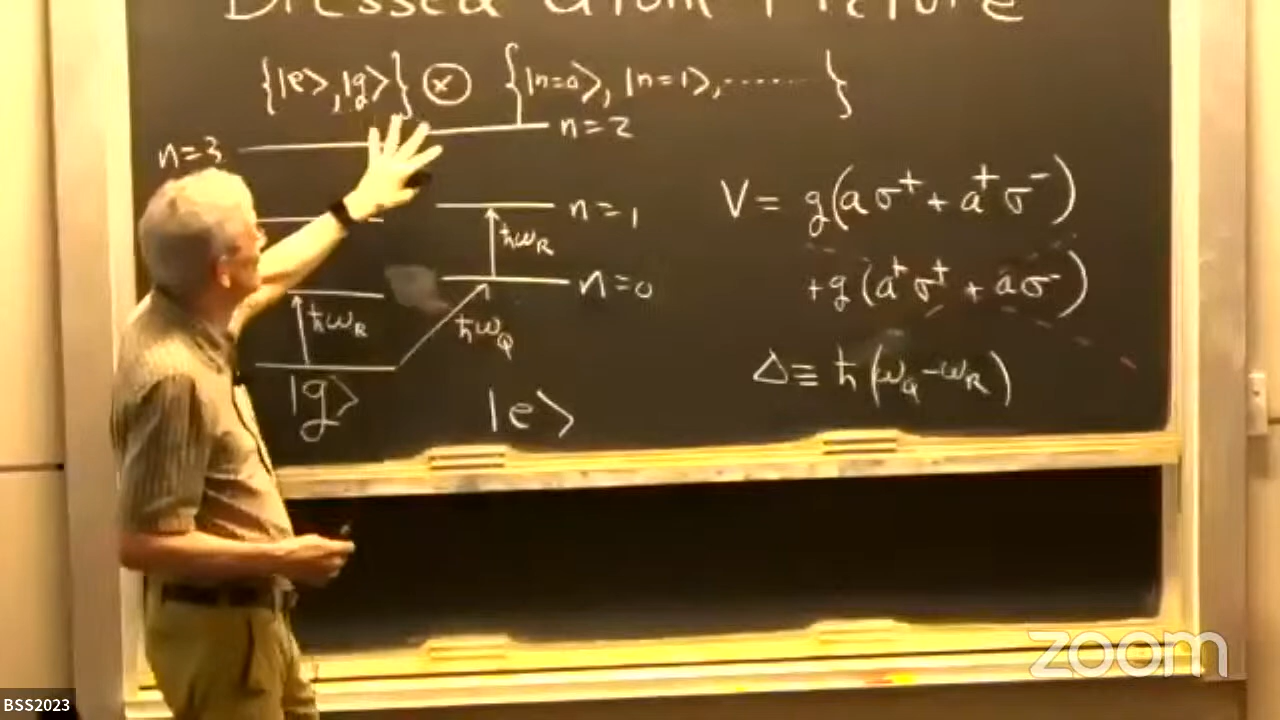 Dressed Atom Picture
{|e>,|g>} ⊗ {|n=0>, |n=1>,......}
n=3
n=2
n=1
ħω_R
n=0
ħω_R
ħω_Q
|g>
|e>
V= g(aσ⁺ + a⁺σ⁻)
+g(a⁺σ⁺ + aσ⁻)
Δ≡ ħ(ω_Q-ω_R)
zoom
BSS2023